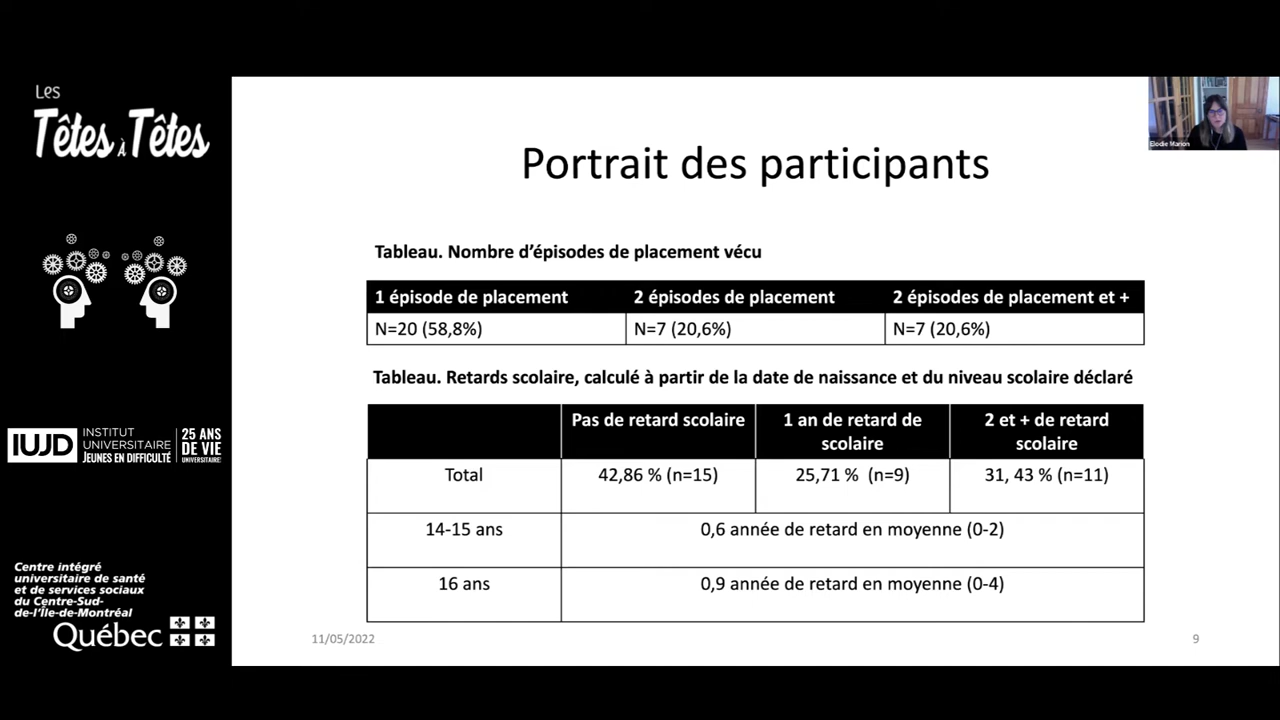 Les
Têtes à Têtes
Elodie Marion
Portrait des participants
Tableau. Nombre d'épisodes de placement vécu
1 épisode de placement 2 épisodes de placement 2 épisodes de placement et +
N=20 (58,8%) N=7 (20,6%) N=7 (20,6%)
Tableau. Retards scolaire, calculé à partir de la date de naissance et du niveau scolaire déclaré
Pas de retard scolaire 1 an de retard de scolaire 2 et + de retard scolaire
Total 42,86 % (n=15) 25,71 % (n=9) 31, 43 % (n=11)
14-15 ans 0,6 année de retard en moyenne (0-2)
16 ans 0,9 année de retard en moyenne (0-4)
11/05/2022 9
IUJD INSTITUT UNIVERSITAIRE JEUNES EN DIFFICULTÉ 25 ANS DE VIE UNIVERSITAIRE!
Centre intégré
universitaire de santé
et de services sociaux
du Centre-Sud-
de-l'Île-de-Montréal
Québec